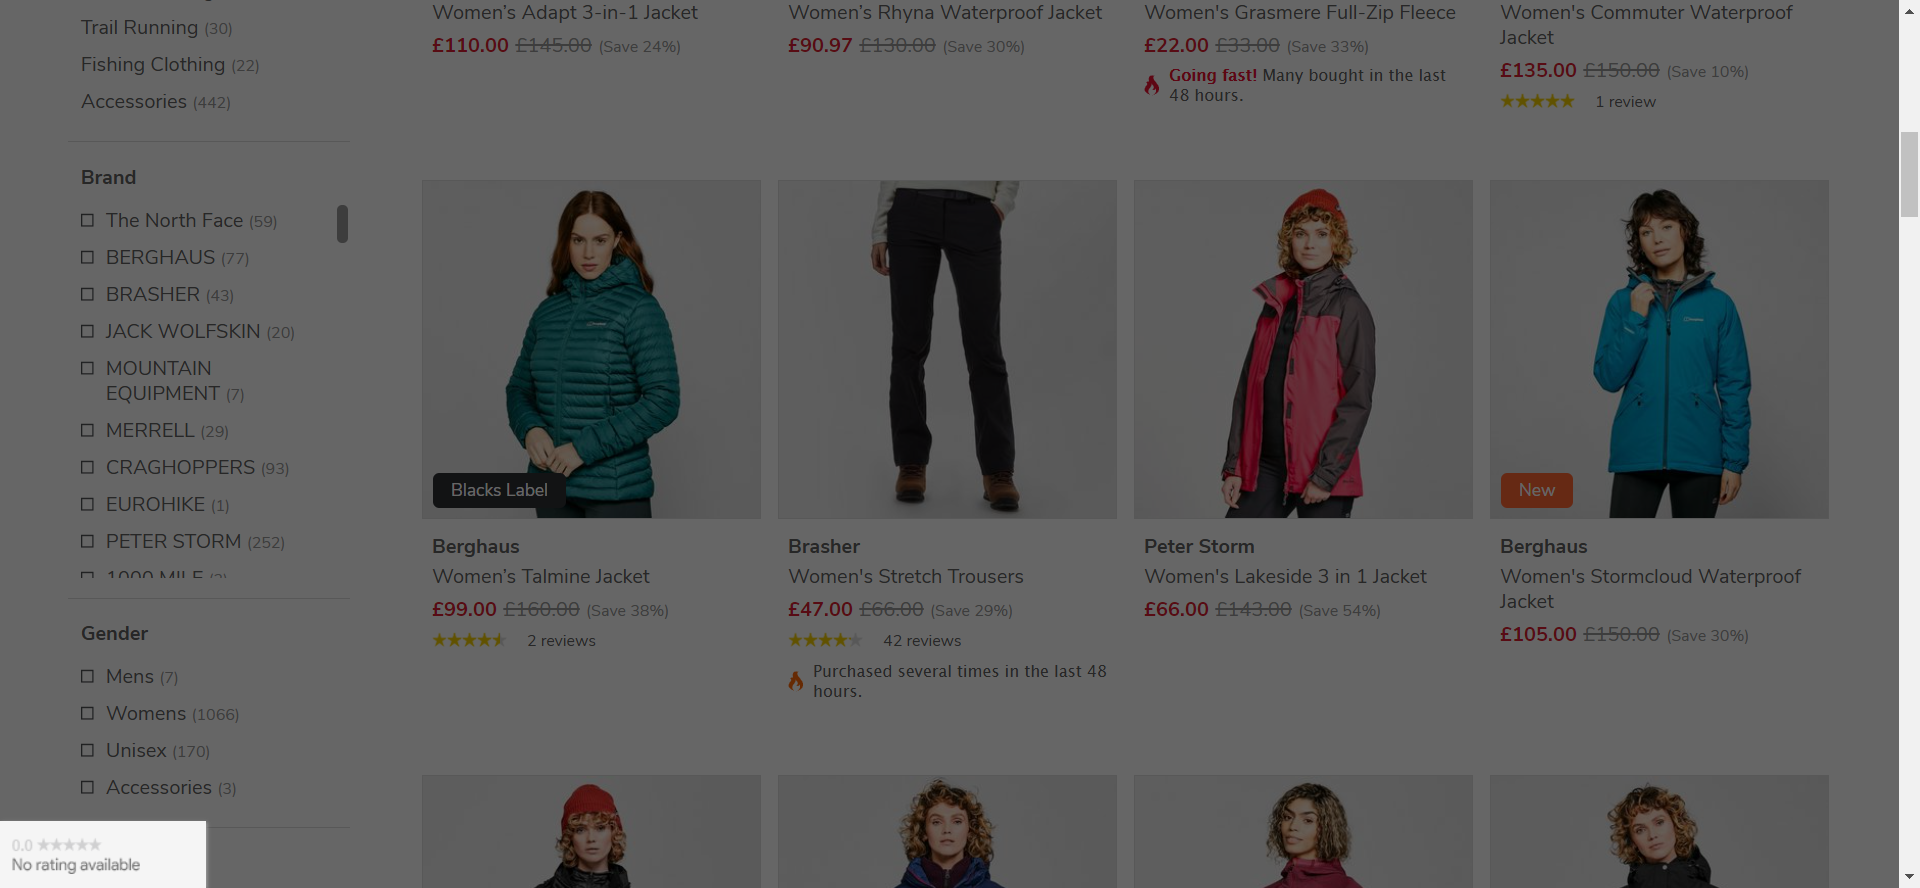 Trail Running (30)
Fishing Clothing (22)
Accessories (442)
Brand
The North Face (59)
BERGHAUS (77)
BRASHER (43)
JACK WOLFSKIN (20)
MOUNTAIN
EQUIPMENT (7)
MERRELL (29)
CRAGHOPPERS (93)
EUROHIKE (1)
PETER STORM (252)
1000 MILE
Gender
Mens (7)
Womens (1066)
Unisex (170)
Accessories (3)
0.0
No rating available
Women’s Adapt 3-in-1 Jacket
£110.00 £145.00 (Save 24%)
Women’s Rhyna Waterproof Jacket
£90.97 £130.00 (Save 30%)
Women's Grasmere Full-Zip Fleece
£22.00 £33.00 (Save 33%)
Going fast! Many bought in the last
48 hours.
Women's Commuter Waterproof
Jacket
£135.00 £150.00 (Save 10%)
1 review
Blacks Label
Berghaus
Women’s Talmine Jacket
£99.00 £160.00 (Save 38%)
2 reviews
Brasher
Women's Stretch Trousers
£47.00 £66.00 (Save 29%)
42 reviews
Purchased several times in the last 48
hours.
Peter Storm
Women's Lakeside 3 in 1 Jacket
£66.00 £143.00 (Save 54%)
New
Berghaus
Women's Stormcloud Waterproof
Jacket
£105.00 £150.00 (Save 30%)